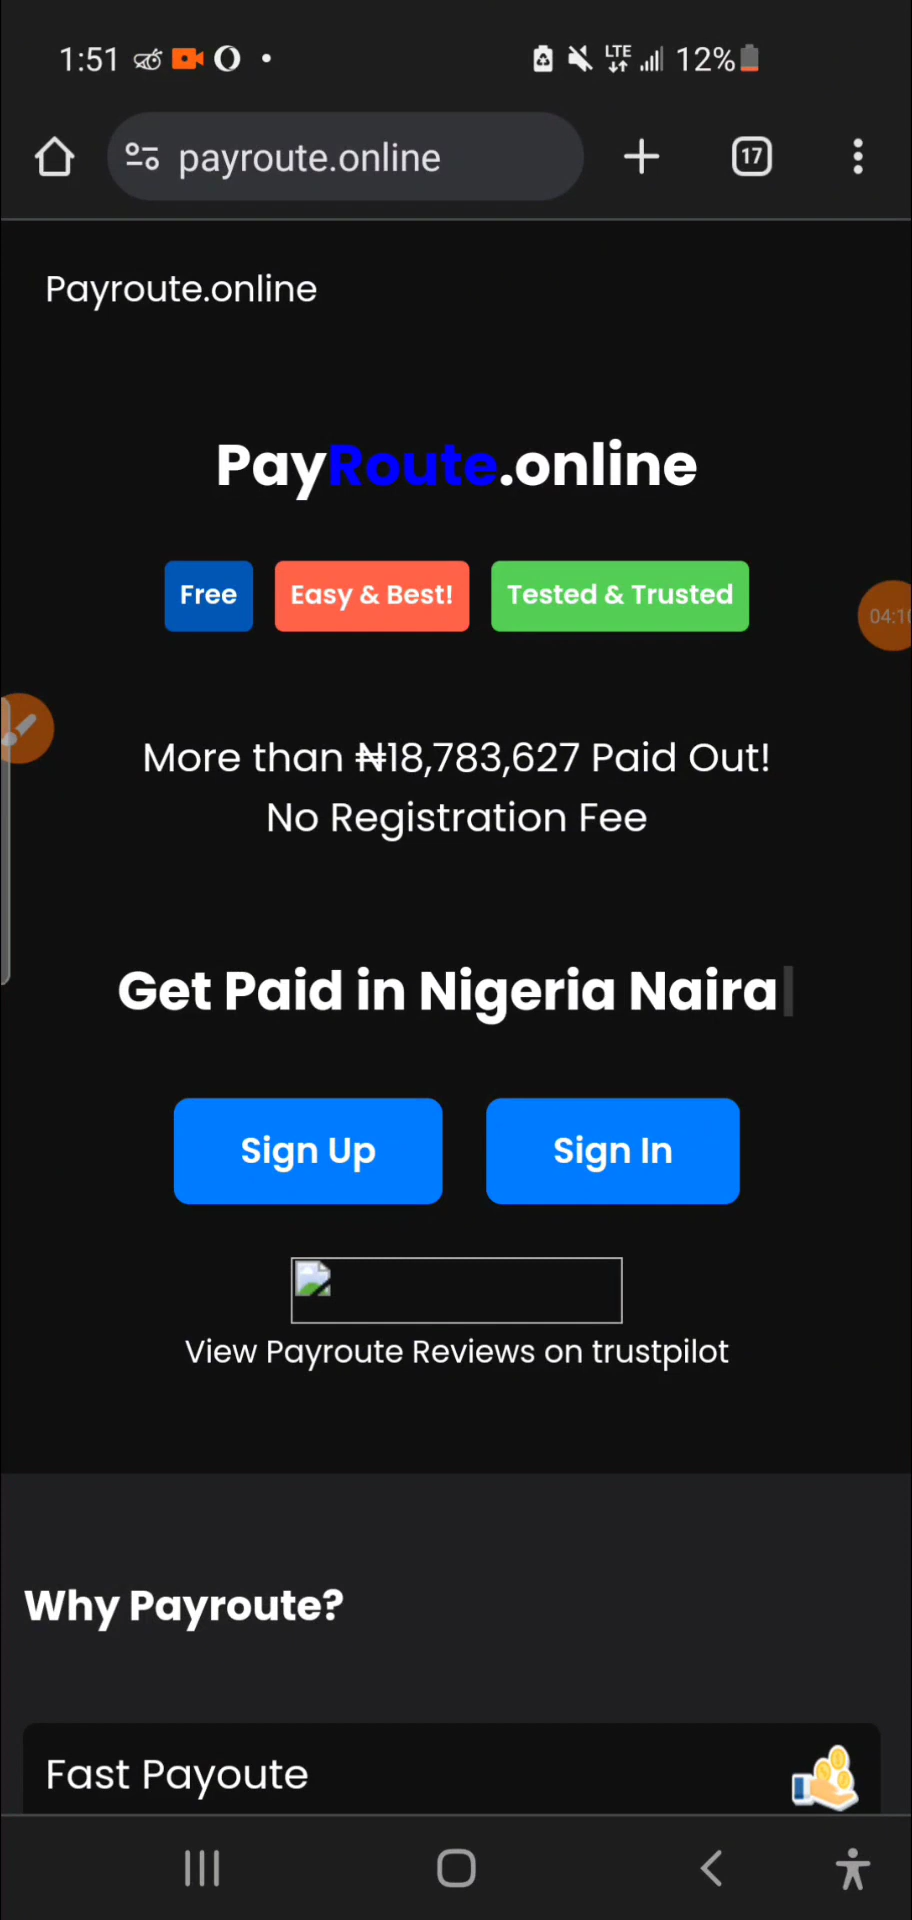 1:51 LTE 12%
payroute.online 17
Payroute.online
PayRoute.online
Free Easy & Best! Tested & Trusted
More than ₦18,783,627 Paid Out!
No Registration Fee
Get Paid in Nigeria Naira
Sign Up Sign In
View Payroute Reviews on trustpilot
Why Payroute?
Fast Payoute